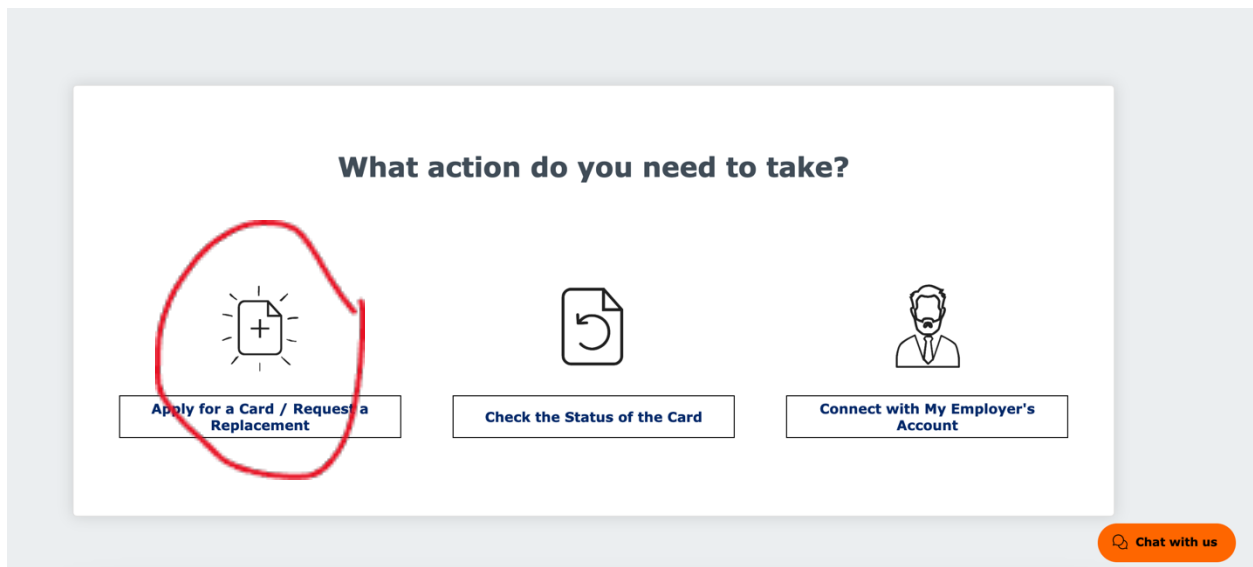 What action do you need to take?
Apply for a Card / Request a
Replacement
Check the Status of the Card
Connect with My Employer's
Account
Chat with us